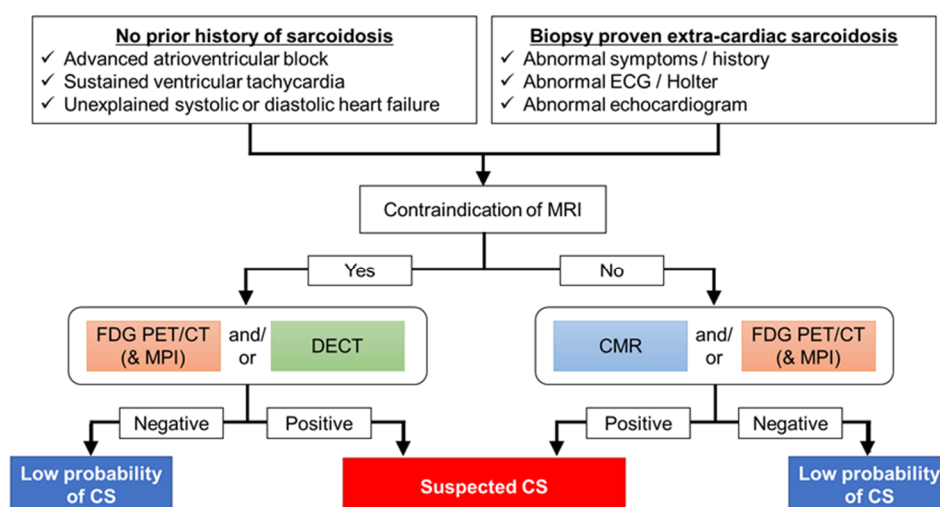 No prior history of sarcoidosis
✓ Advanced atrioventricular block
✓ Sustained ventricular tachycardia
✓ Unexplained systolic or diastolic heart failure
Biopsy proven extra-cardiac sarcoidosis
✓ Abnormal symptoms / history
✓ Abnormal ECG / Holter
✓ Abnormal echocardiogram
Contraindication of MRI
Yes
No
FDG PET/CT
(& MPI)
and/
or
DECT
CMR
and/
or
FDG PET/CT
(& MPI)
Negative
Positive
Positive
Negative
Low probability
of CS
Suspected CS
Low probability
of CS